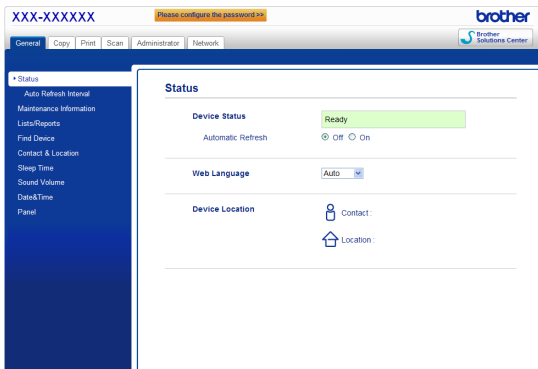 XXX-XXXXXX
Please configure the password >>
brother
General Copy Print Scan Administrator Network
Brother
Solutions Center
Status
Auto Refresh Interval
Maintenance Information
Lists/Reports
Find Device
Contact & Location
Sleep Time
Sound Volume
Date&Time
Panel
Status
Device Status Ready
Automatic Refresh Off On
Web Language Auto
Device Location Contact :
Location :